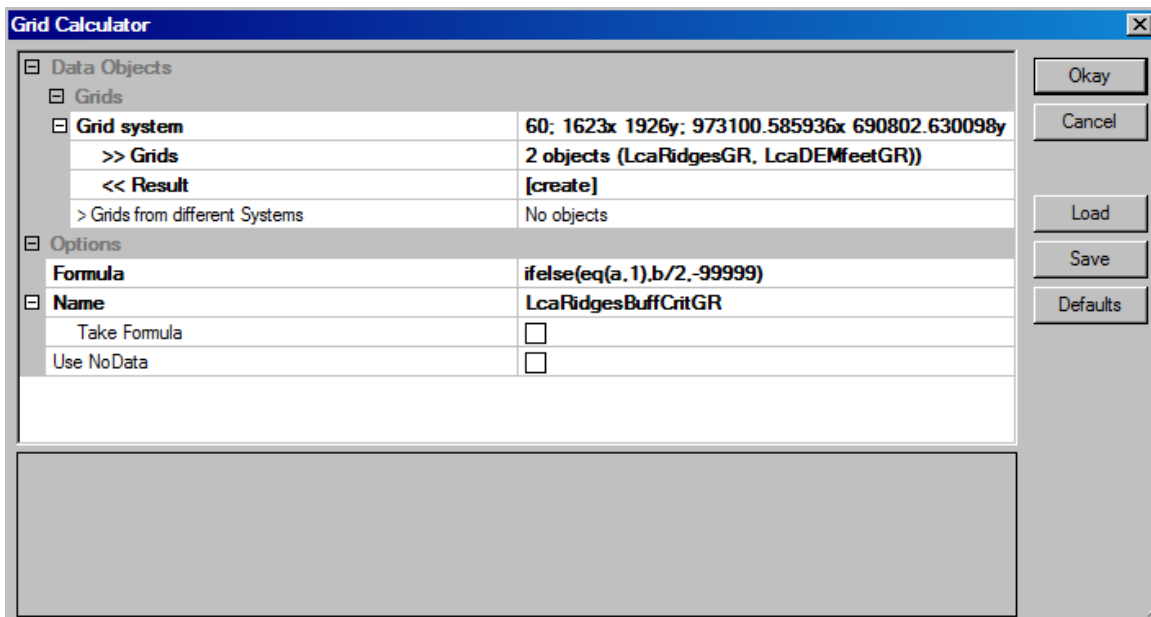 Grid Calculator
Data Objects
Grids
Grid system 60; 1623x 1926y; 973100.585936x 690802.630098y
>> Grids 2 objects (LcaRidgesGR, LcaDEMfeetGR))
<< Result [create]
> Grids from different Systems No objects
Options
Formula ifelse(eq(a,1),b/2,-99999)
Name LcaRidgesBuffCritGR
Take Formula
Use NoData
Okay
Cancel
Load
Save
Defaults